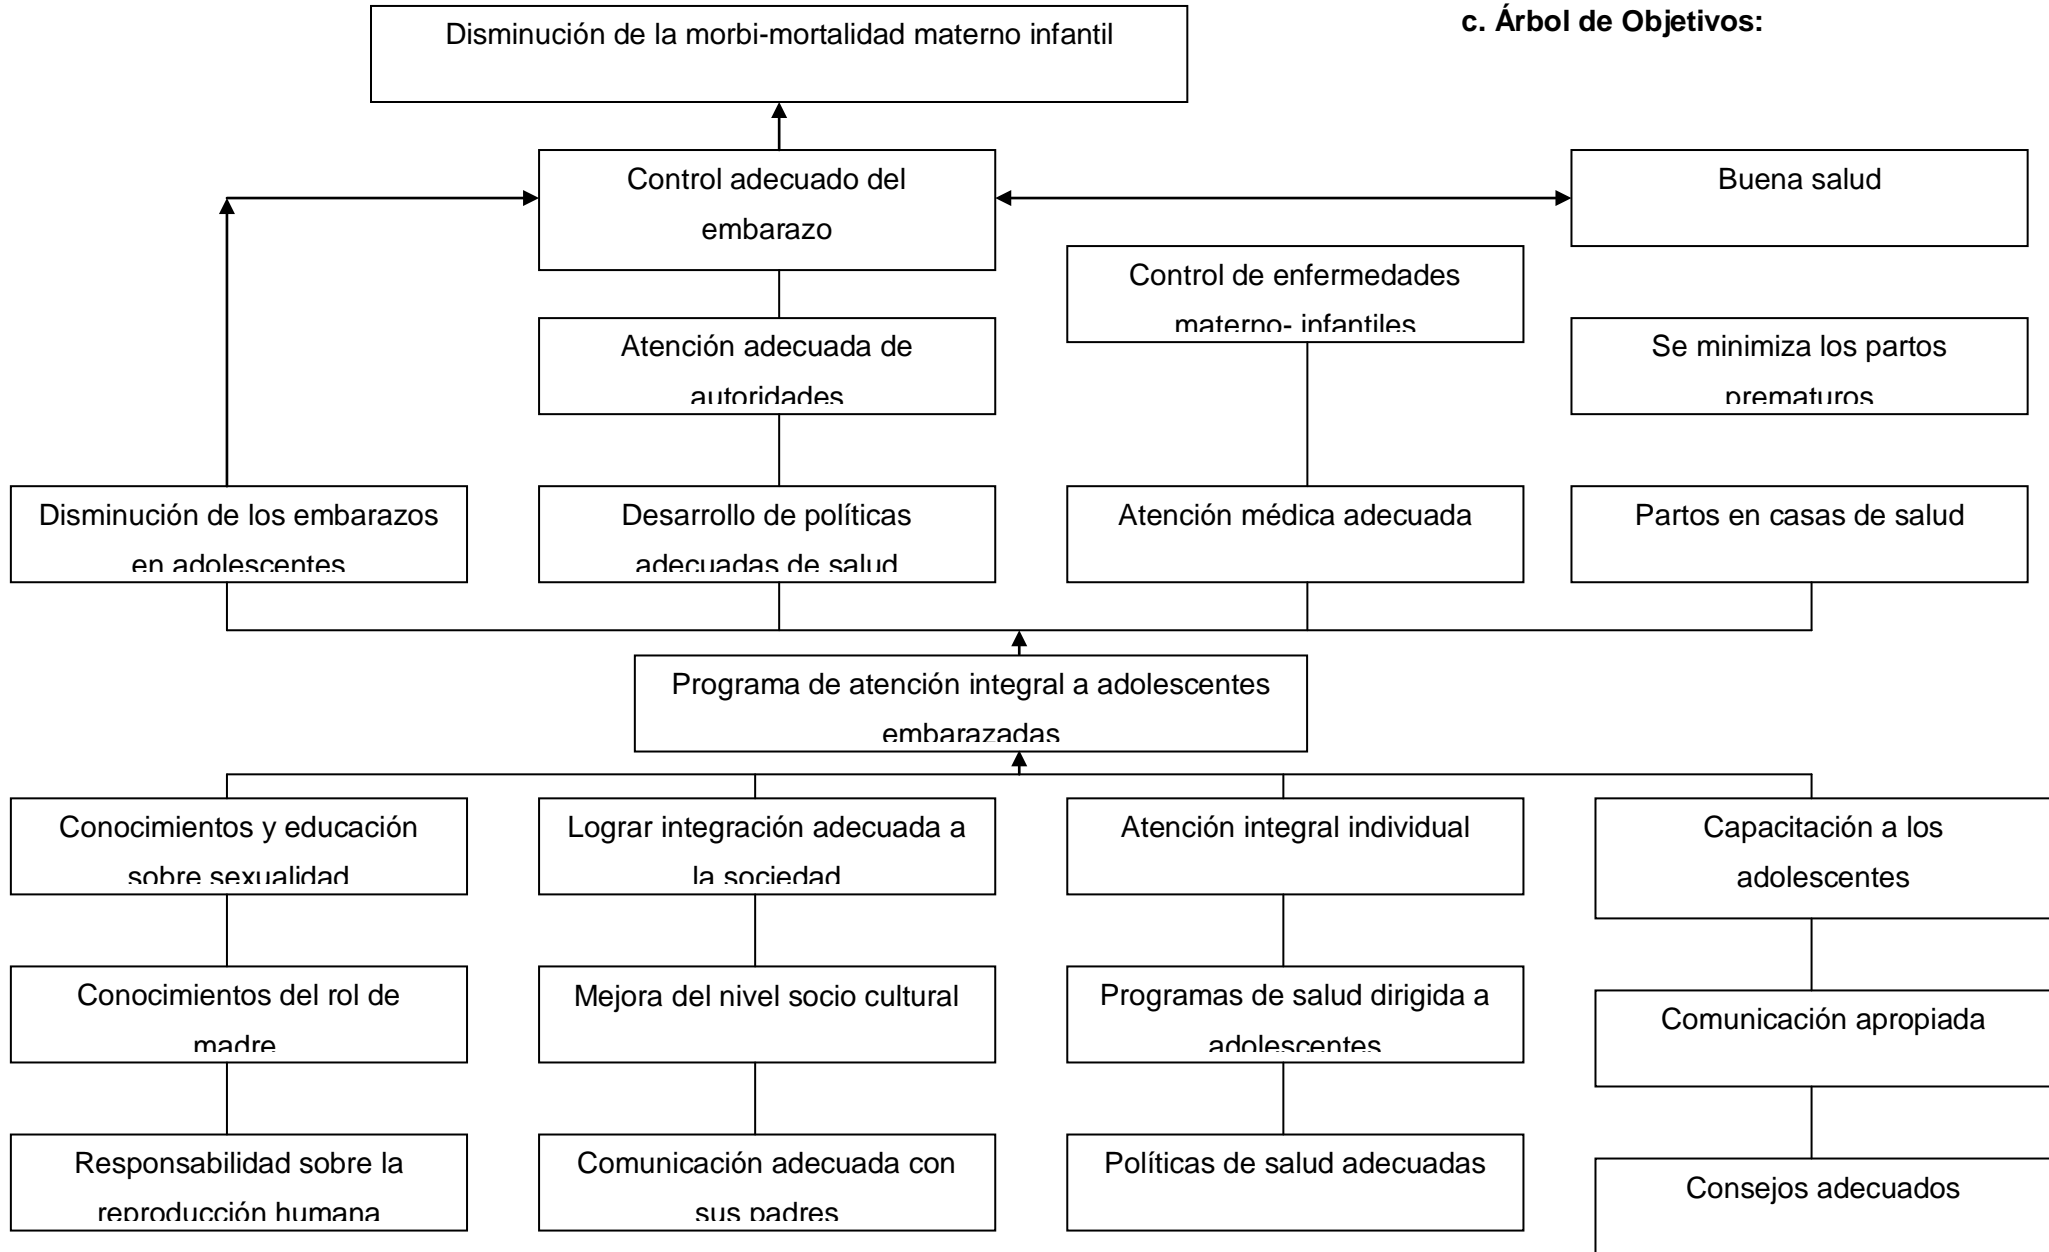 c. Árbol de Objetivos:
Disminución de la morbi-mortalidad materno infantil
Control adecuado del
embarazo
Buena salud
Control de enfermedades
materno- infantiles
Atención adecuada de
autoridades
Se minimiza los partos
prematuros
Disminución de los embarazos
en adolescentes
Desarrollo de políticas
adecuadas de salud
Atención médica adecuada
Partos en casas de salud
Programa de atención integral a adolescentes
embarazadas
Conocimientos y educación
sobre sexualidad
Lograr integración adecuada a
la sociedad
Atención integral individual
Capacitación a los
adolescentes
Conocimientos del rol de
madre
Mejora del nivel socio cultural
Programas de salud dirigida a
adolescentes
Comunicación apropiada
Responsabilidad sobre la
reproducción humana
Comunicación adecuada con
sus padres
Políticas de salud adecuadas
Consejos adecuados